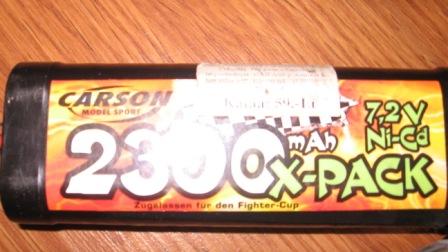 CARSON
MODEL SPORT
2300 mAh
7,2V
Ni-Cd
X-PACK
Zugelassen für den Fighter-Cup